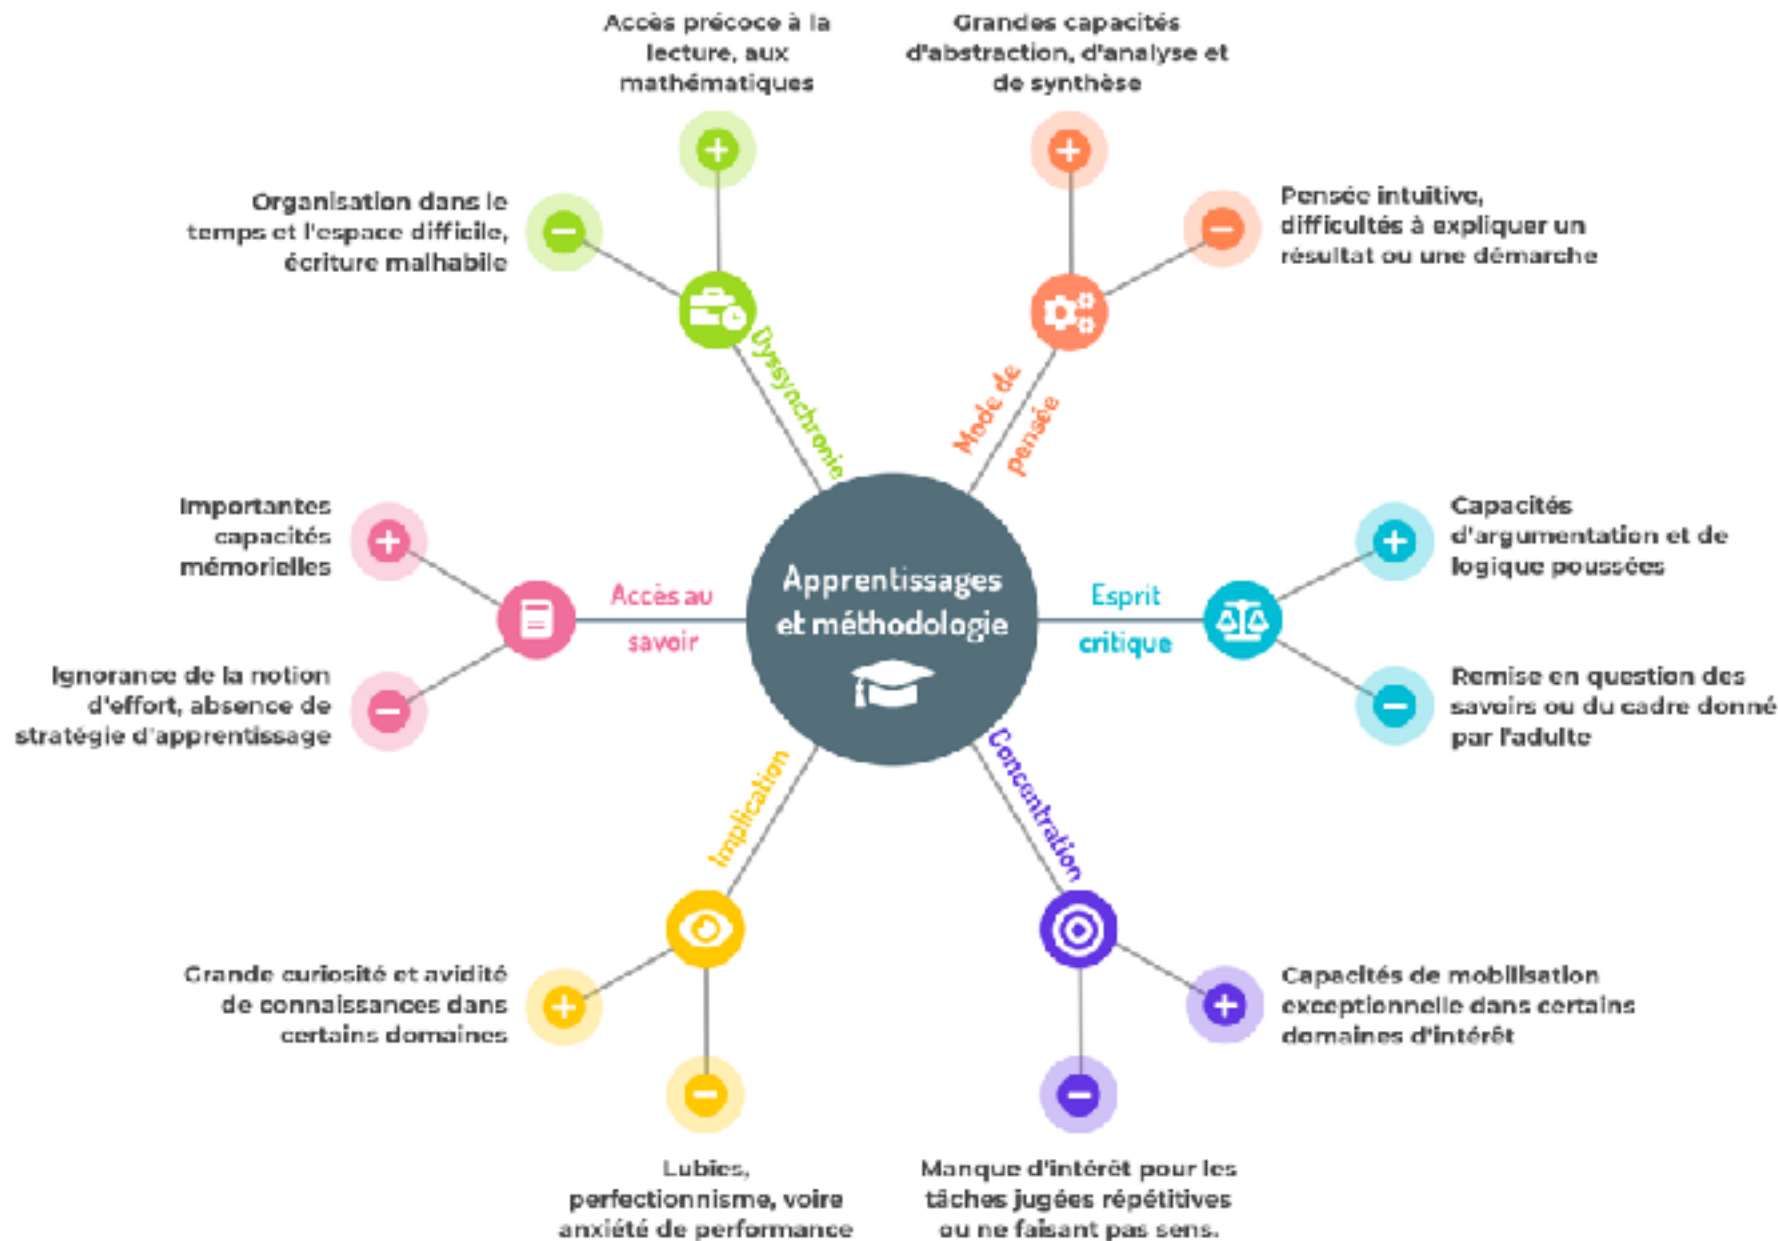 Accès précoce à la
lecture, aux
mathématiques
Grandes capacités
d'abstraction, d'analyse et
de synthèse
Organisation dans le
temps et l'espace difficile,
écriture malhabile
Pensée intuitive,
difficultés à expliquer un
résultat ou une démarche
Dyssynchronie
Mode de
pensée
Importantes
capacités
mémorielles
Capacités
d'argumentation et de
logique poussées
Accès au
savoir
Apprentissages
et méthodologie
Esprit
critique
Ignorance de la notion
d'effort, absence de
stratégie d'apprentissage
Remise en question des
savoirs ou du cadre donné
par l'adulte
Implication
Concentration
Grande curiosité et avidité
de connaissances dans
certains domaines
Capacités de mobilisation
exceptionnelle dans certains
domaines d'intérêt
Lubies,
perfectionnisme, voire
anxiété de performance
Manque d'intérêt pour les
tâches jugées répétitives
ou ne faisant pas sens.